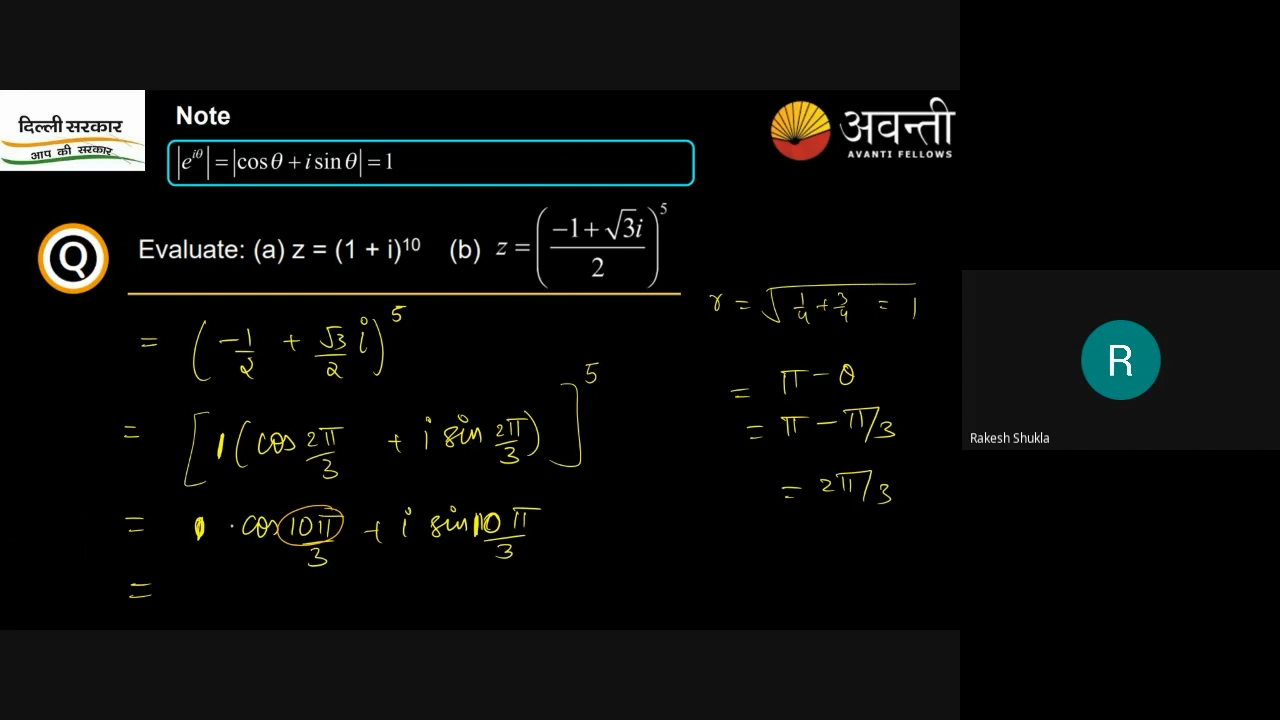 दिल्ली सरकार
आप की सरकार
Note
|e^{iθ}| = |cos θ + i sin θ| = 1
अवन्ती
AVANTI FELLOWS
Q
Evaluate: (a) z = (1 + i)^{10} (b) z = ((-1 + √3i)/2)^5
= (-1/2 + √3/2 i)^5
= [1(cos 2π/3 + i sin 2π/3)]^5
= 1 · cos 10π/3 + i sin 10π/3
=
r = √(1/4 + 3/4 = 1
= π - θ
= π - π/3
= 2π/3
R
Rakesh Shukla